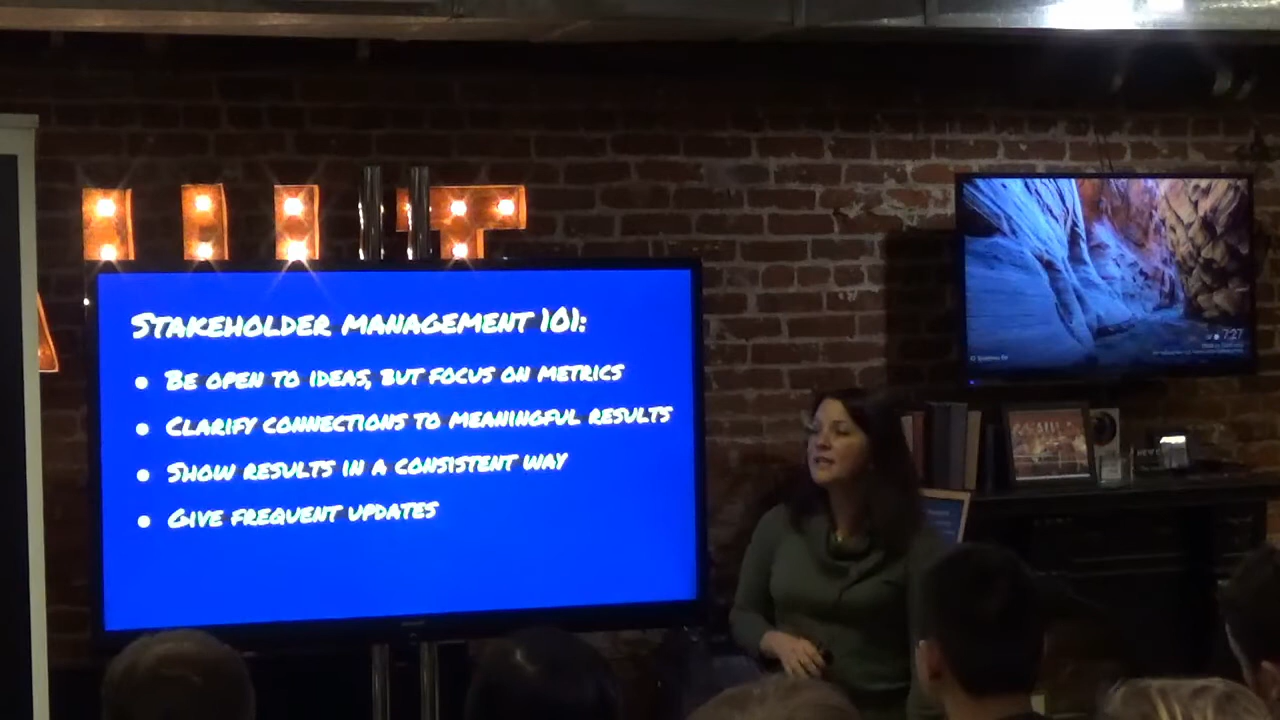 STAKEHOLDER MANAGEMENT 101:
• BE OPEN TO IDEAS, BUT FOCUS ON METRICS
• CLARIFY CONNECTIONS TO MEANINGFUL RESULTS
• SHOW RESULTS IN A CONSISTENT WAY
• GIVE FREQUENT UPDATES
7:27